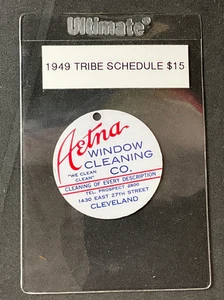 Ultimate
1949 TRIBE SCHEDULE $15
Aetna
WINDOW
CLEANING
CO.
"WE CLEAN
CLEAN"
CLEANING OF EVERY DESCRIPTION
TEL. PROSPECT 2800
1430 EAST 27TH STREET
CLEVELAND